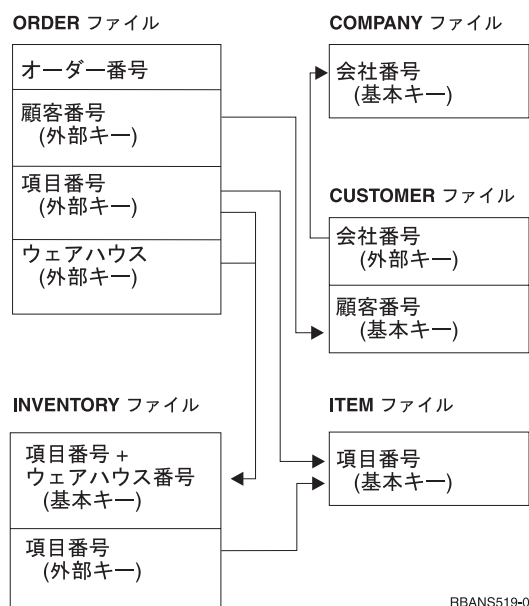 ORDER ファイル
オーダー番号
顧客番号
(外部キー)
項目番号
(外部キー)
ウェアハウス
(外部キー)
COMPANY ファイル
会社番号
(基本キー)
CUSTOMER ファイル
会社番号
(外部キー)
顧客番号
(基本キー)
INVENTORY ファイル
項目番号 +
ウェアハウス番号
(基本キー)
項目番号
(外部キー)
ITEM ファイル
項目番号
(基本キー)
RBANS519-0